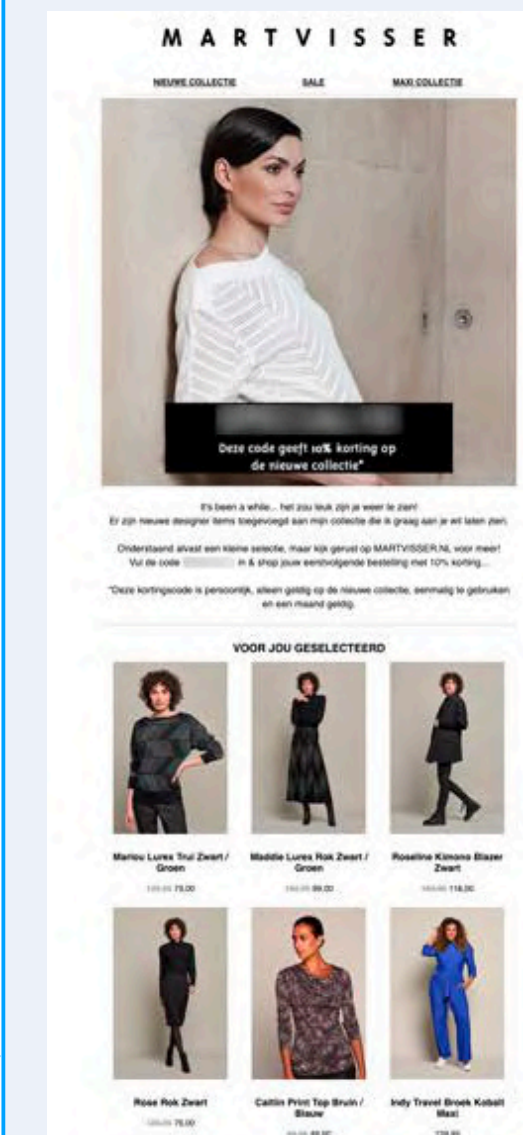 MARTVISSER
NIEUWE COLLECTIE SALE MAXI COLLECTIE
Deze code geeft 10% korting op
de nieuwe collectie*
It's been a while... het zou leuk zijn je weer te zien!
Er zijn nieuwe designer items toegevoegd aan mijn collectie die ik graag aan je wil laten zien.
Onderstaand alvast een kleine selectie, maar kijk gerust op MARTVISSER.NL voor meer!
Vul de code in & shop jouw eerstvolgende bestelling met 10% korting...
*Deze kortingscode is persoonlijk, alleen geldig op de nieuwe collectie, eenmalig te gebruiken
en een maand geldig.
VOOR JOU GESELECTEERD
Marlou Lurex Trui Zwart /
Groen
79,00
Maddie Lurex Rok Zwart /
Groen
99,00
Roseline Kimono Blazer
Zwart
118,00
Rose Rok Zwart
76,00
Caitlin Print Top Bruin /
Blauw
Indy Travel Broek Kobalt
Maxi